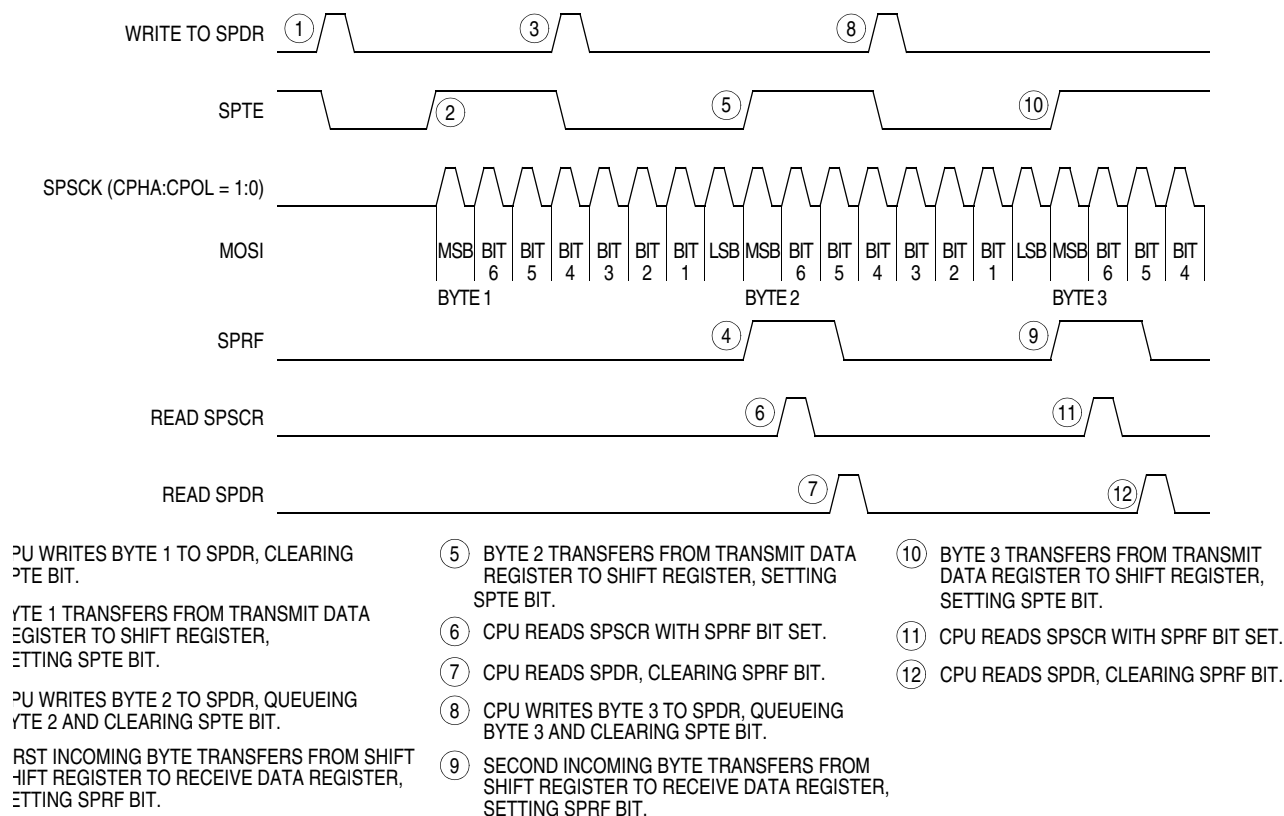 WRITE TO SPDR 1 3 8
SPTE 2 5 10
SPSCK (CPHA:CPOL = 1:0)
MOSI MSB BIT 6 BIT 5 BIT 4 BIT 3 BIT 2 BIT 1 LSB MSB BIT 6 BIT 5 BIT 4 BIT 3 BIT 2 BIT 1 LSB MSB BIT 6 BIT 5 BIT 4
BYTE 1 BYTE 2 BYTE 3
SPRF 4 9
READ SPSCR 6 11
READ SPDR 7 12
PU WRITES BYTE 1 TO SPDR, CLEARING
PTE BIT.
YTE 1 TRANSFERS FROM TRANSMIT DATA
EGISTER TO SHIFT REGISTER,
ETTING SPTE BIT.
PU WRITES BYTE 2 TO SPDR, QUEUEING
YTE 2 AND CLEARING SPTE BIT.
RST INCOMING BYTE TRANSFERS FROM SHIFT
HIFT REGISTER TO RECEIVE DATA REGISTER,
ETTING SPRF BIT.
5 BYTE 2 TRANSFERS FROM TRANSMIT DATA
REGISTER TO SHIFT REGISTER, SETTING
SPTE BIT.
6 CPU READS SPSCR WITH SPRF BIT SET.
7 CPU READS SPDR, CLEARING SPRF BIT.
8 CPU WRITES BYTE 3 TO SPDR, QUEUEING
BYTE 3 AND CLEARING SPTE BIT.
9 SECOND INCOMING BYTE TRANSFERS FROM
SHIFT REGISTER TO RECEIVE DATA REGISTER,
SETTING SPRF BIT.
10 BYTE 3 TRANSFERS FROM TRANSMIT
DATA REGISTER TO SHIFT REGISTER,
SETTING SPTE BIT.
11 CPU READS SPSCR WITH SPRF BIT SET.
12 CPU READS SPDR, CLEARING SPRF BIT.